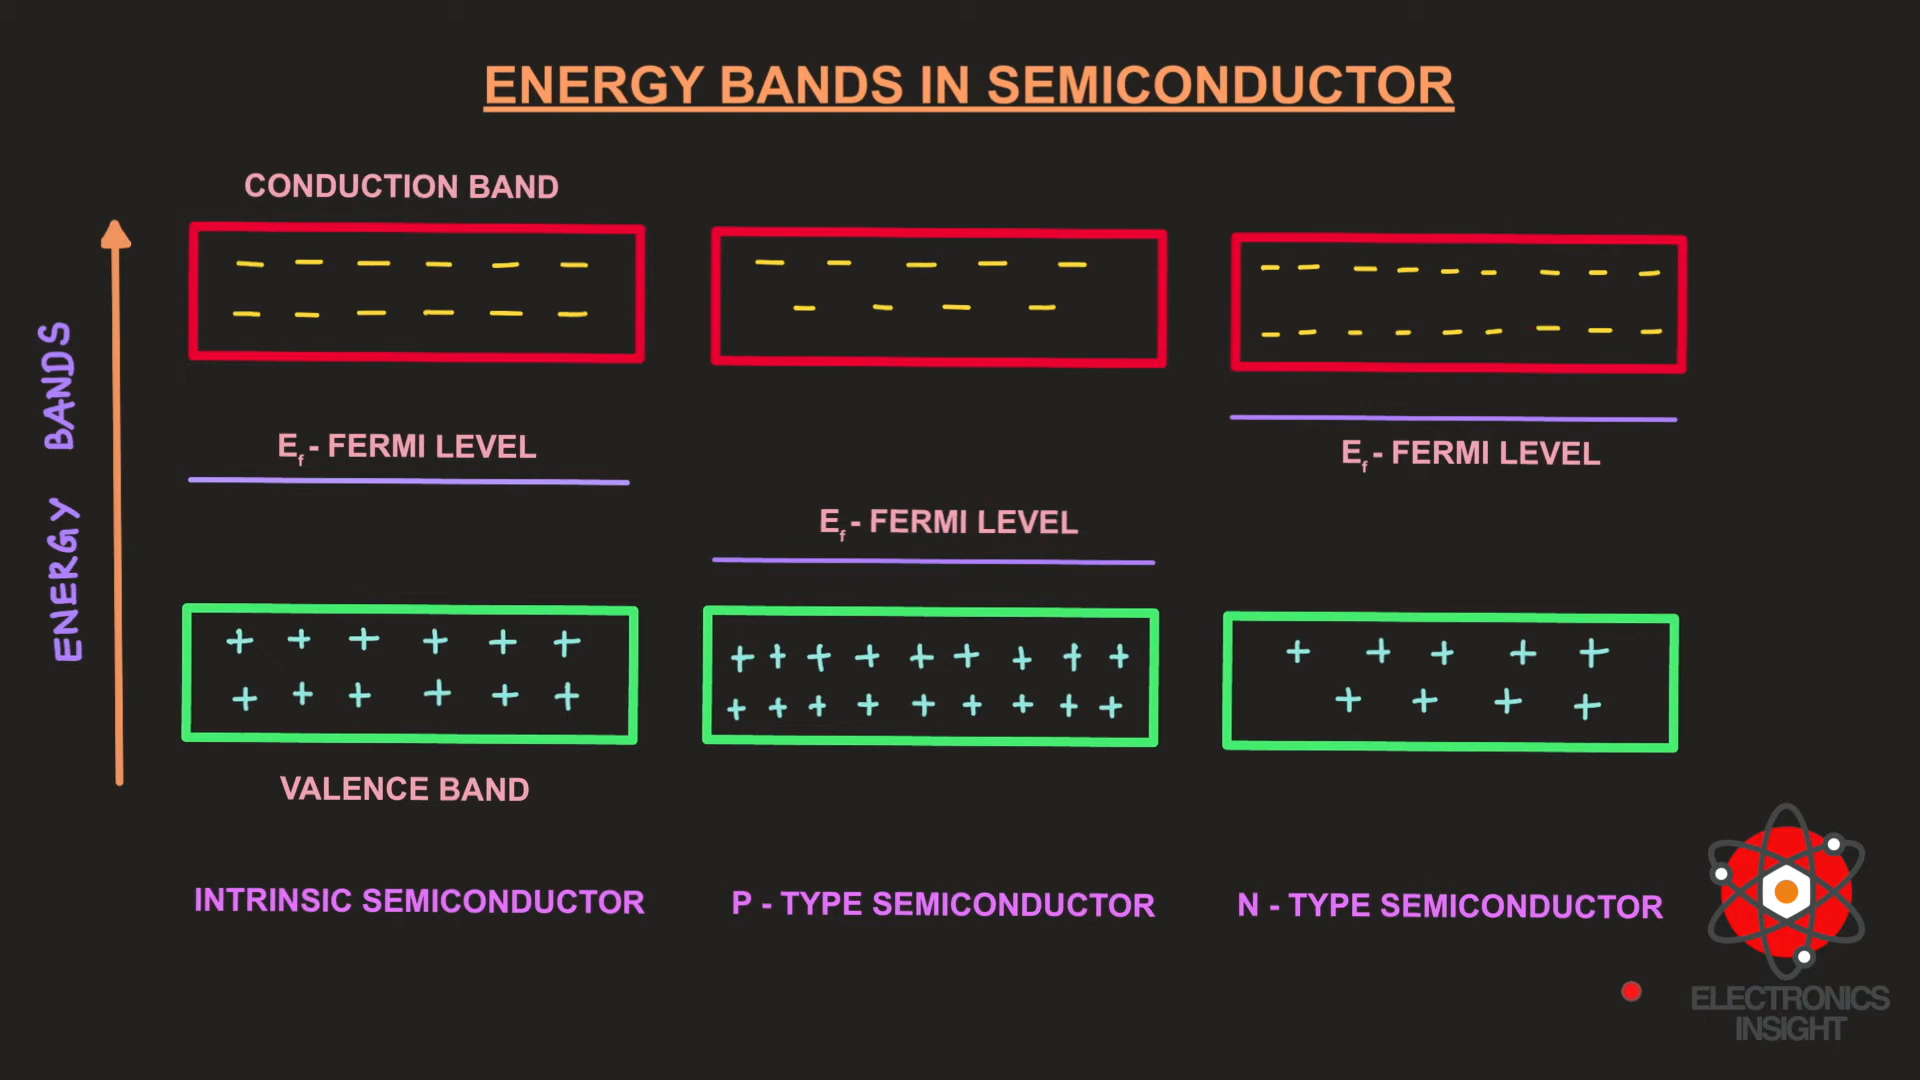 ENERGY BANDS IN SEMICONDUCTOR
CONDUCTION BAND
ENERGY BANDS
Ef - FERMI LEVEL
Ef - FERMI LEVEL
Ef - FERMI LEVEL
VALENCE BAND
INTRINSIC SEMICONDUCTOR
P - TYPE SEMICONDUCTOR
N - TYPE SEMICONDUCTOR
ELECTRONICS
INSIGHT